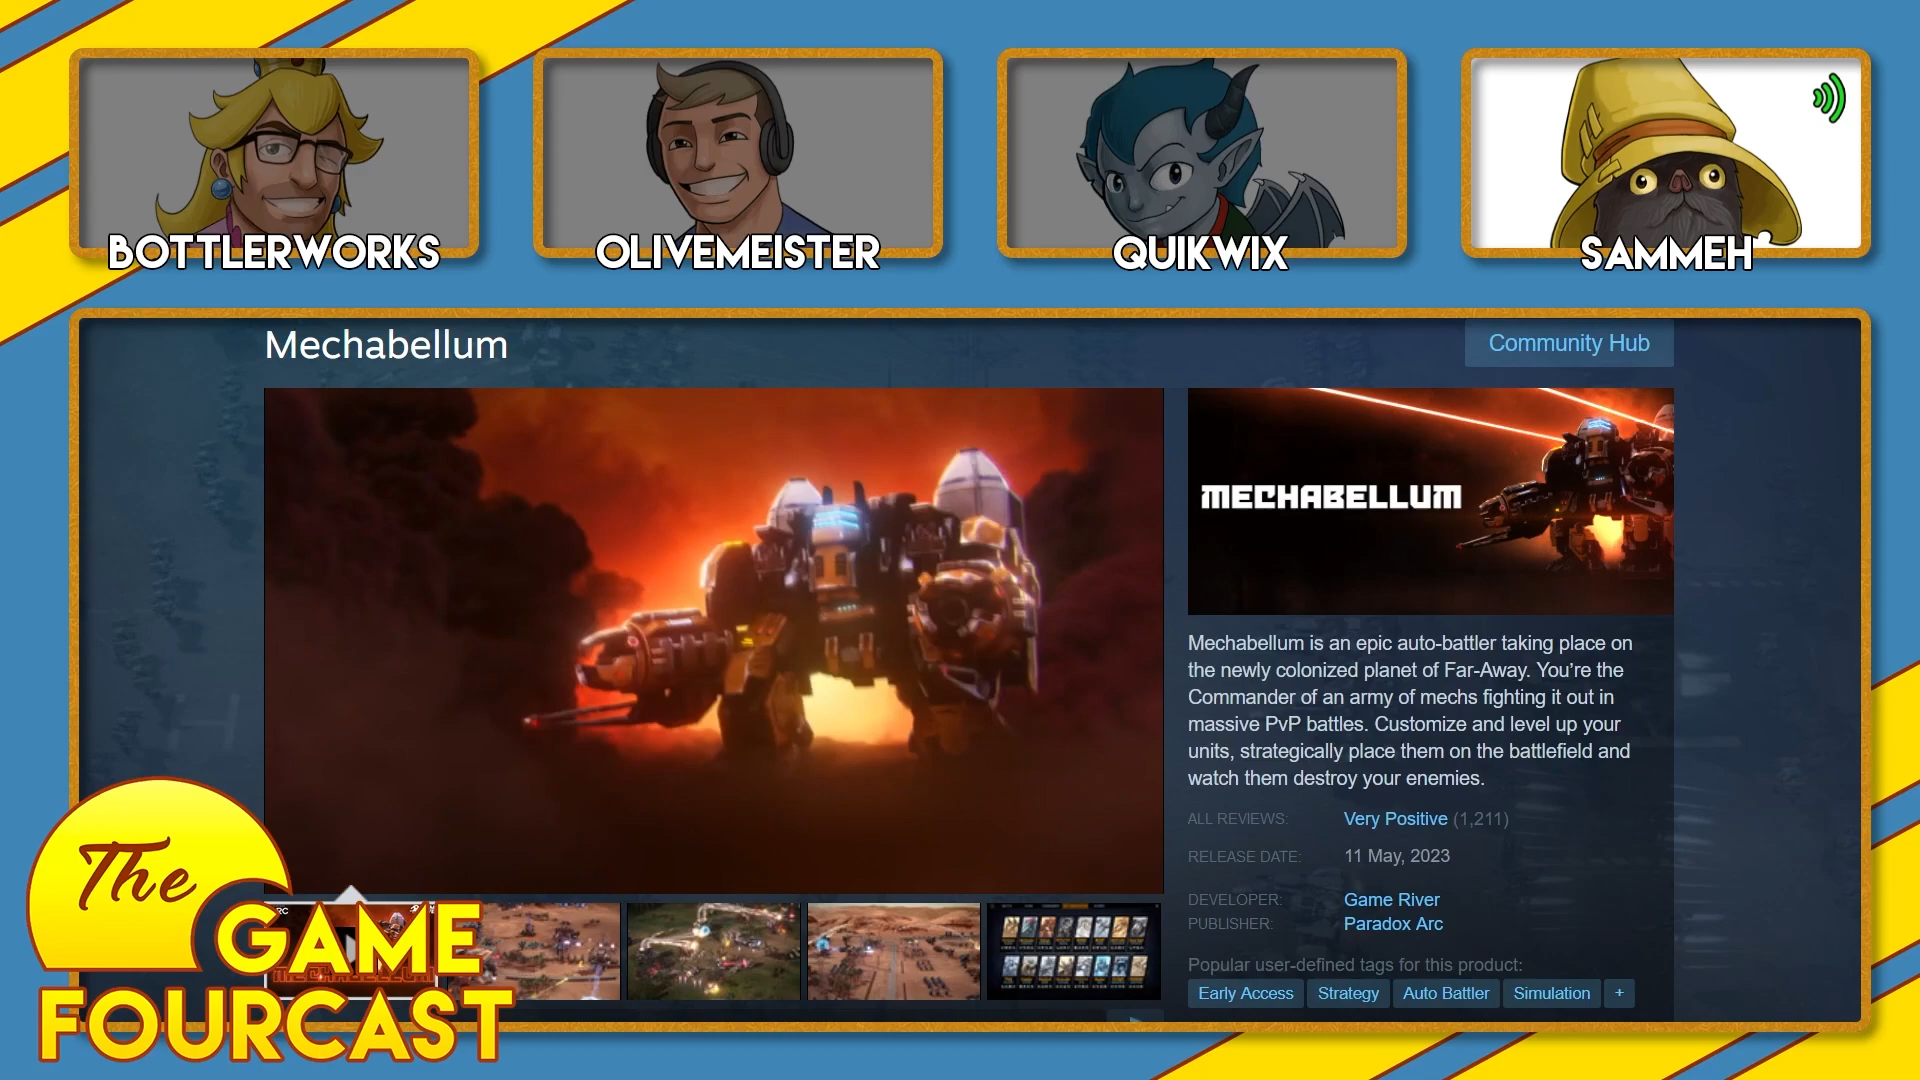 BOTTLERWORKS
OLIVEMEISTER
QUIKWIX
SAMMEH
Mechabellum
Community Hub
MECHABELLUM
Mechabellum is an epic auto-battler taking place on
the newly colonized planet of Far-Away. You're the
Commander of an army of mechs fighting it out in
massive PvP battles. Customize and level up your
units, strategically place them on the battlefield and
watch them destroy your enemies.
ALL REVIEWS: Very Positive (1,211)
RELEASE DATE: 11 May, 2023
DEVELOPER: Game River
PUBLISHER: Paradox Arc
Popular user-defined tags for this product:
Early Access Strategy Auto Battler Simulation +
The
GAME
FOURCAST
MECHABELLUM